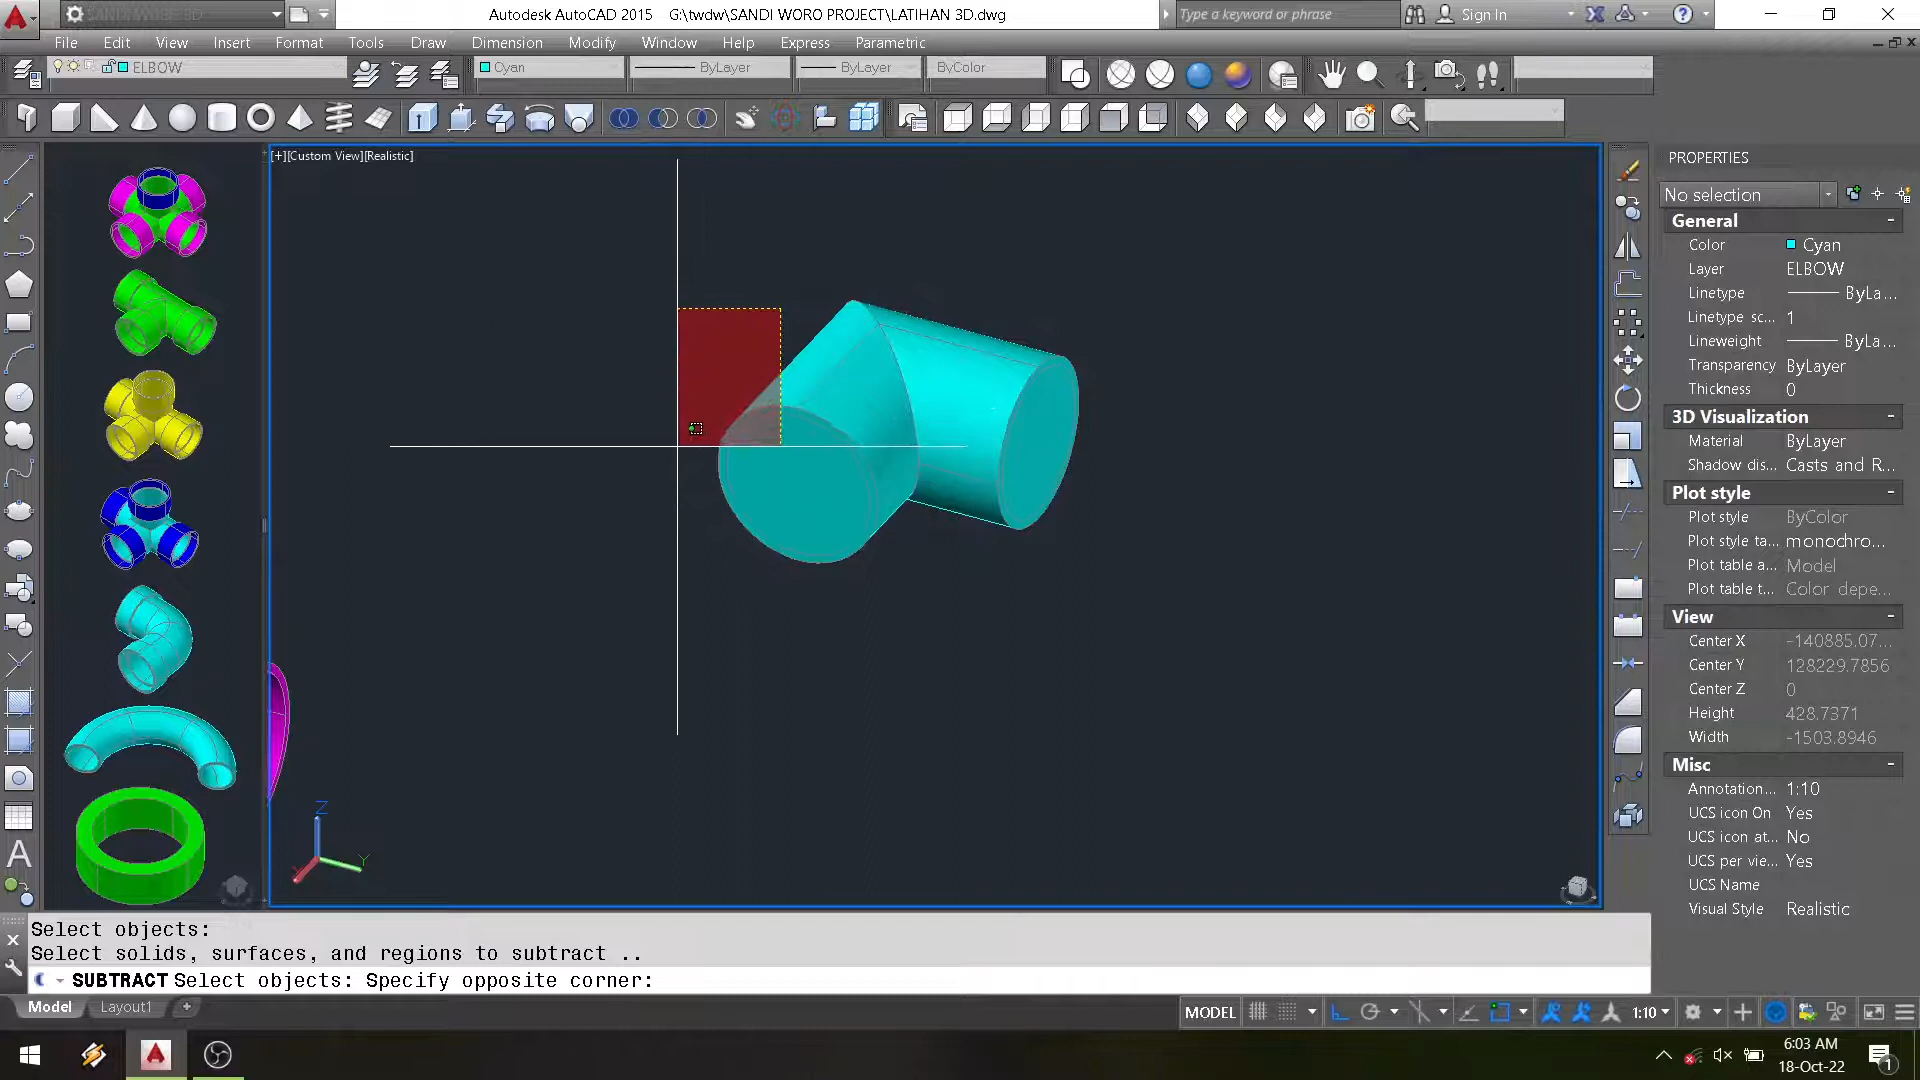 Autodesk AutoCAD 2015 G:\twdw\SANDI WORO PROJECT\LATIHAN 3D.dwg
Type a keyword or phrase
Sign In
File Edit View Insert Format Tools Draw Dimension Modify Window Help Express Parametric
ELBOW
Cyan
ByLayer
ByLayer
ByColor
[+][Custom View][Realistic]
PROPERTIES
No selection
General
Color Cyan
Layer ELBOW
Linetype ByLa...
Linetype sc... 1
Lineweight ByLa...
Transparency ByLayer
Thickness 0
3D Visualization
Material ByLayer
Shadow dis... Casts and R...
Plot style
Plot style ByColor
Plot style ta... monochro...
Plot table a... Model
Plot table t... Color depe...
View
Center X -140885.07...
Center Y 128229.7856
Center Z 0
Height 428.7371
Width -1503.8946
Misc
Annotation... 1:10
UCS icon On Yes
UCS icon at... No
UCS per vie... Yes
UCS Name
Visual Style Realistic
Z
Y
Select objects:
Select solids, surfaces, and regions to subtract ..
SUBTRACT Select objects: Specify opposite corner:
Model Layout1
MODEL
1:10
6:03 AM
18-Oct-22
1